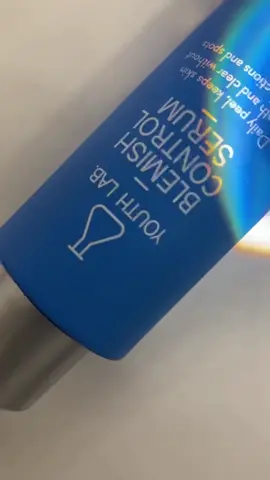 YOUTH LAB.
BLEMISH
CONTROL
SERUM
Daily peel, keeps skin
and clear without
and spots